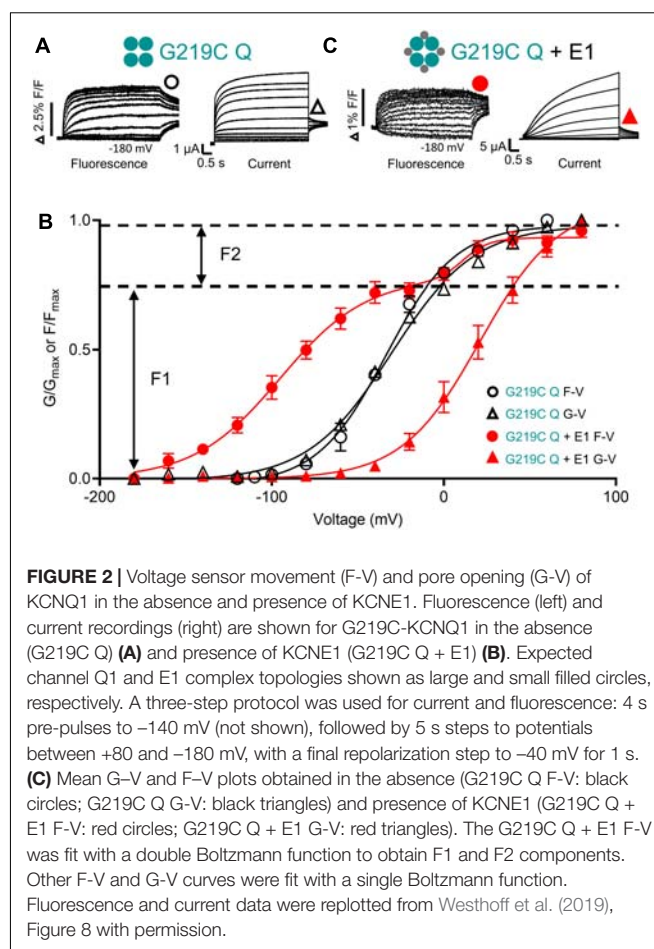 A G219C Q
C G219C Q + E1
Δ 2.5% F/F
-180 mV
Fluorescence
1 µA
0.5 s
Current
Δ 1% F/F
-180 mV
Fluorescence
5 µA
0.5 s
Current
B
G/Gmax or F/Fmax
1.0
0.5
0.0
F2
F1
G219C Q F-V
G219C Q G-V
G219C Q + E1 F-V
G219C Q + E1 G-V
-200 -100 0 100
Voltage (mV)
FIGURE 2 | Voltage sensor movement (F-V) and pore opening (G-V) of
KCNQ1 in the absence and presence of KCNE1. Fluorescence (left) and
current recordings (right) are shown for G219C-KCNQ1 in the absence
(G219C Q) (A) and presence of KCNE1 (G219C Q + E1) (B). Expected
channel Q1 and E1 complex topologies shown as large and small filled circles,
respectively. A three-step protocol was used for current and fluorescence: 4 s
pre-pulses to –140 mV (not shown), followed by 5 s steps to potentials
between +80 and –180 mV, with a final repolarization step to –40 mV for 1 s.
(C) Mean G–V and F–V plots obtained in the absence (G219C Q F-V: black
circles; G219C Q G-V: black triangles) and presence of KCNE1 (G219C Q +
E1 F-V: red circles; G219C Q + E1 G-V: red triangles). The G219C Q + E1 F-V
was fit with a double Boltzmann function to obtain F1 and F2 components.
Other F-V and G-V curves were fit with a single Boltzmann function.
Fluorescence and current data were replotted from Westhoff et al. (2019),
Figure 8 with permission.